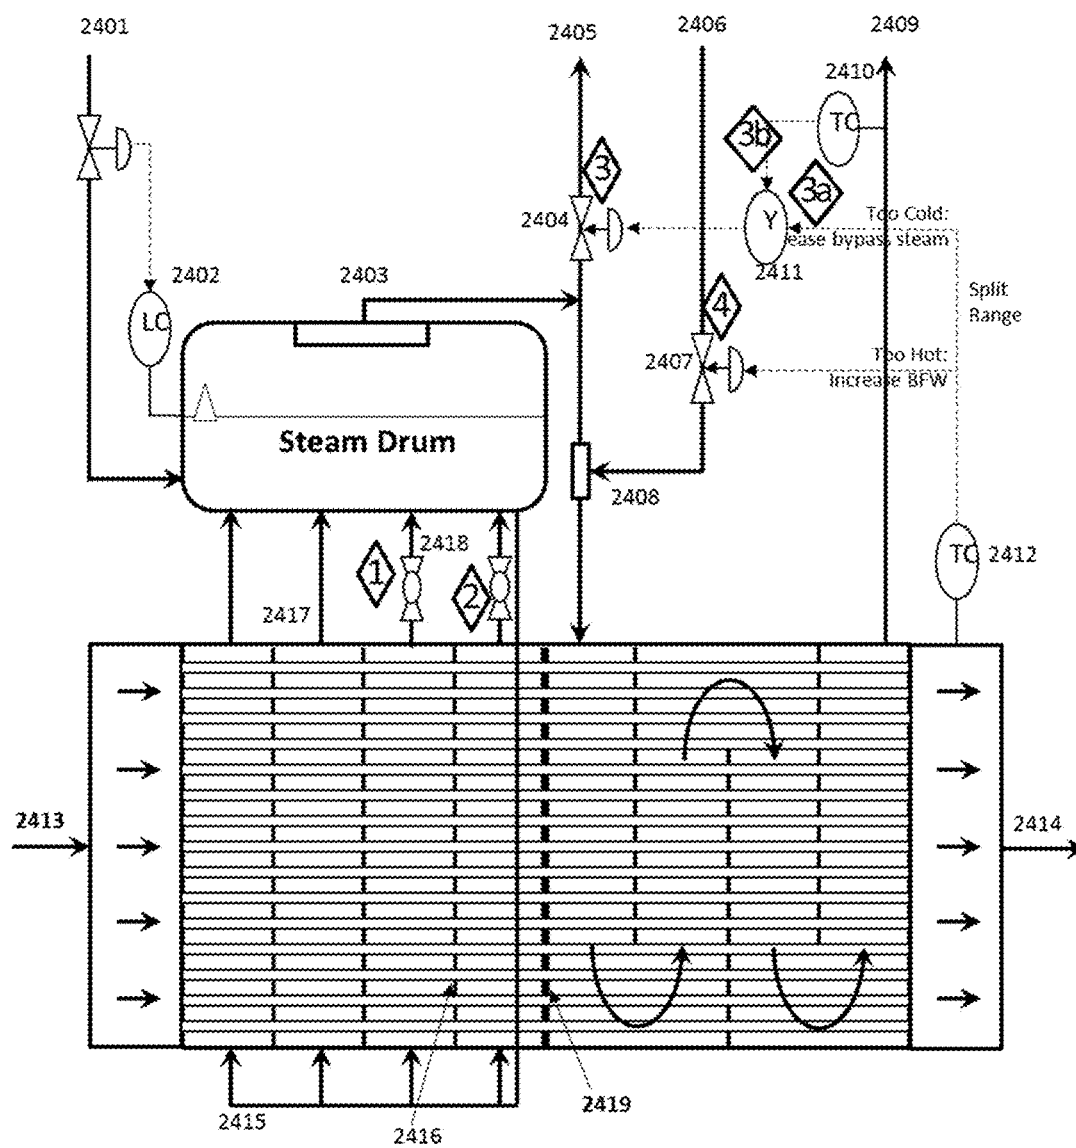 2401
2405
2406
2409
2410
TC
3b
3
3a
2404
Y
Too Cold:
ease bypass steam
2411
2402
2403
LC
4
Split
Range
2407
Too Hot:
Increase BFW
Steam Drum
2408
2418
1
2
TC
2412
2417
2413
2414
2415
2416
2419